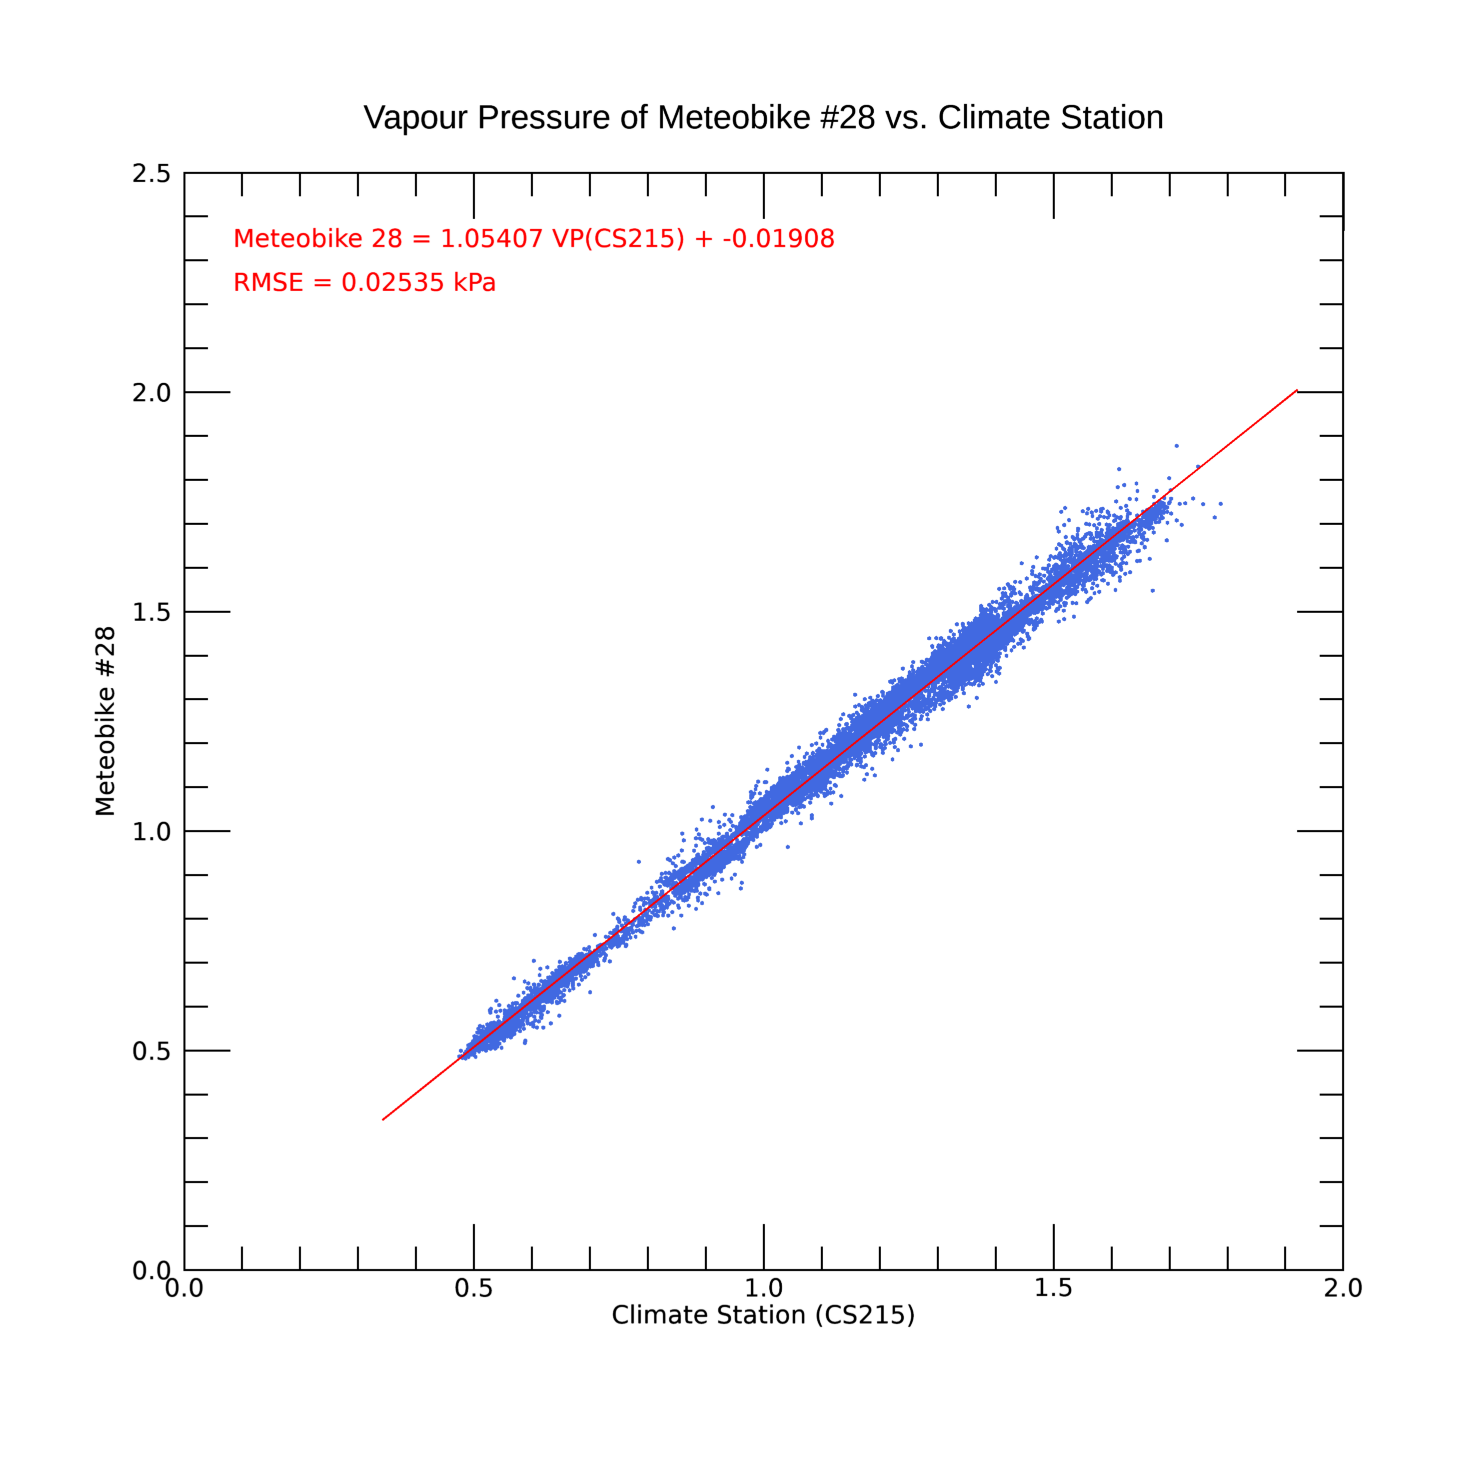 Vapour Pressure of Meteobike #28 vs. Climate Station
2.5
Meteobike 28 = 1.05407 VP(CS215) + -0.01908
RMSE = 0.02535 kPa
2.0
1.5
Meteobike #28
1.0
0.5
0.0
0.0 0.5 1.0 1.5 2.0
Climate Station (CS215)